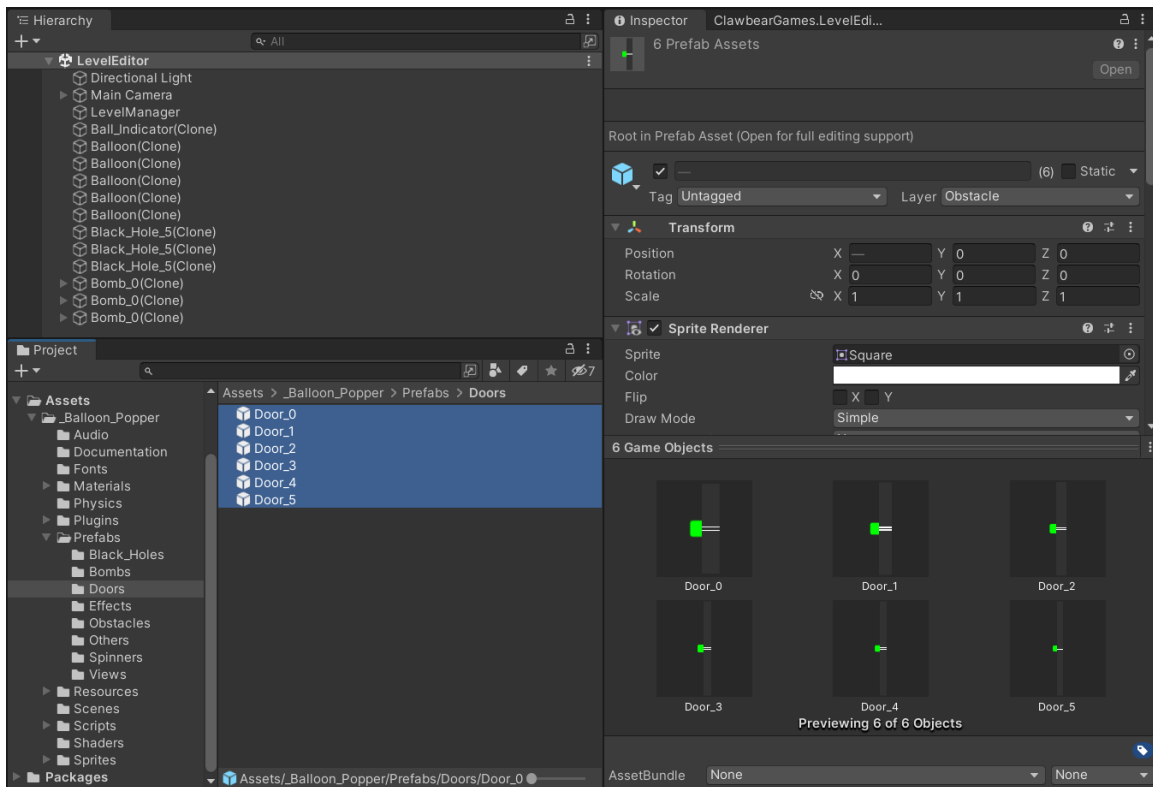 Hierarchy
All
LevelEditor
Directional Light
Main Camera
LevelManager
Ball_Indicator(Clone)
Balloon(Clone)
Balloon(Clone)
Balloon(Clone)
Balloon(Clone)
Balloon(Clone)
Black_Hole_5(Clone)
Black_Hole_5(Clone)
Black_Hole_5(Clone)
Bomb_0(Clone)
Bomb_0(Clone)
Bomb_0(Clone)
Project
7
Assets
_Balloon_Popper
Audio
Documentation
Fonts
Materials
Physics
Plugins
Prefabs
Black_Holes
Bombs
Doors
Effects
Obstacles
Others
Spinners
Views
Resources
Scenes
Scripts
Shaders
Sprites
Packages
Assets > _Balloon_Popper > Prefabs > Doors
Door_0
Door_1
Door_2
Door_3
Door_4
Door_5
Assets/_Balloon_Popper/Prefabs/Doors/Door_0
Inspector ClawbearGames.LevelEdi...
6 Prefab Assets
Open
Root in Prefab Asset (Open for full editing support)
— (6) Static
Tag Untagged Layer Obstacle
Transform
Position X — Y 0 Z 0
Rotation X 0 Y 0 Z 0
Scale X 1 Y 1 Z 1
Sprite Renderer
Sprite Square
Color
Flip X Y
Draw Mode Simple
6 Game Objects
Door_0 Door_1 Door_2
Door_3 Door_4 Door_5
Previewing 6 of 6 Objects
AssetBundle None None